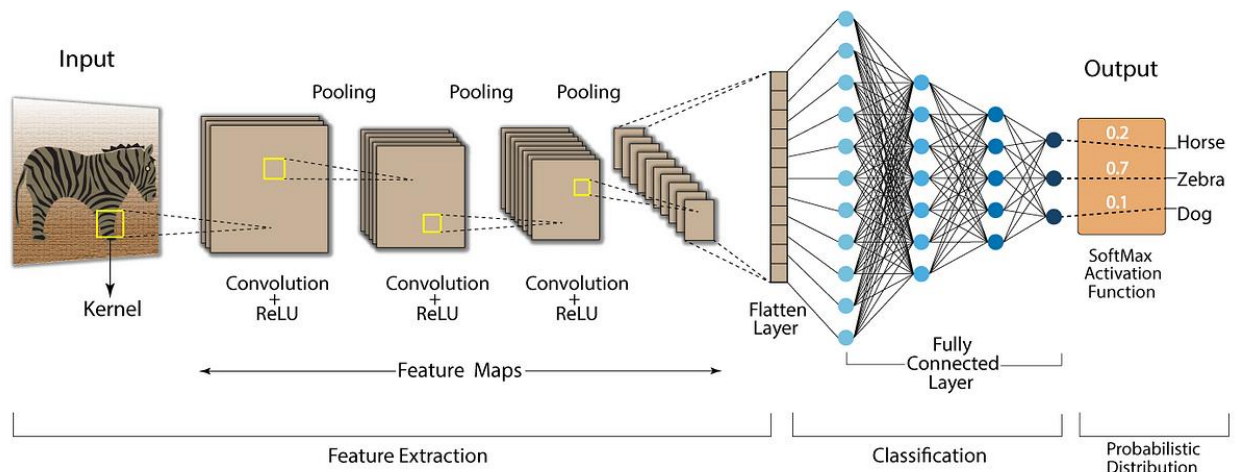 Input
Kernel
Pooling
Pooling
Pooling
Convolution
+
ReLU
Convolution
+
ReLU
Convolution
+
ReLU
Feature Maps
Flatten
Layer
Fully
Connected
Layer
Output
0.2
Horse
0.7
Zebra
0.1
Dog
SoftMax
Activation
Function
Feature Extraction
Classification
Probabilistic
Distribution